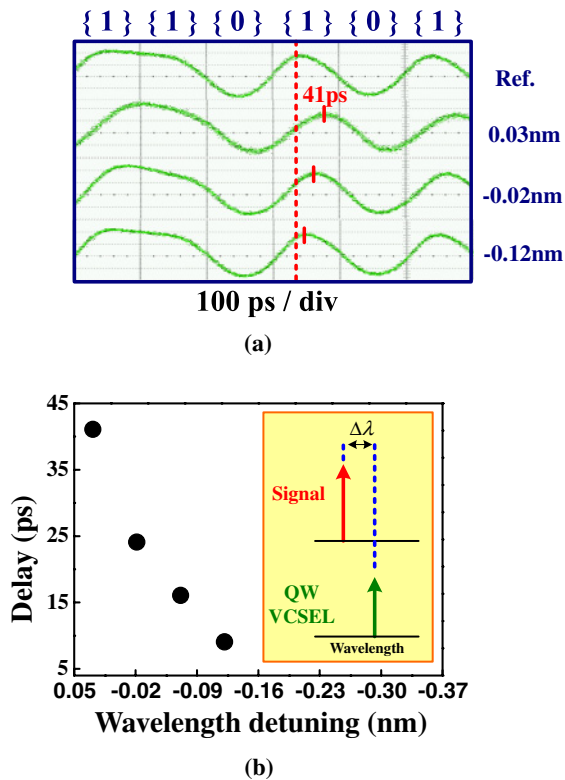 { 1 } { 1 } { 0 } { 1 } { 0 } { 1 }
Ref.
41ps
0.03nm
-0.02nm
-0.12nm
100 ps / div
(a)
45
35
25
15
5
Delay (ps)
Δλ
Signal
QW
VCSEL
Wavelength
0.05 -0.02 -0.09 -0.16 -0.23 -0.30 -0.37
Wavelength detuning (nm)
(b)